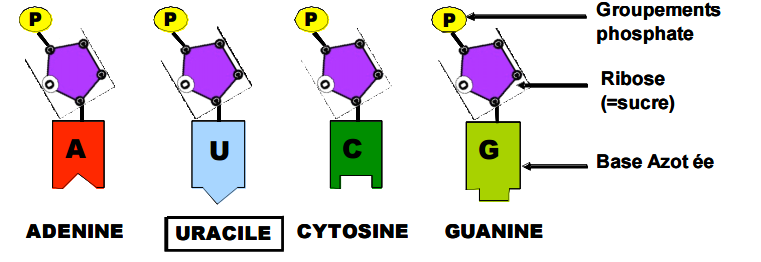 P
P
P
P
Groupements
phosphate
Ribose
(=sucre)
A
U
C
G
Base Azot ée
ADENINE
URACILE
CYTOSINE
GUANINE